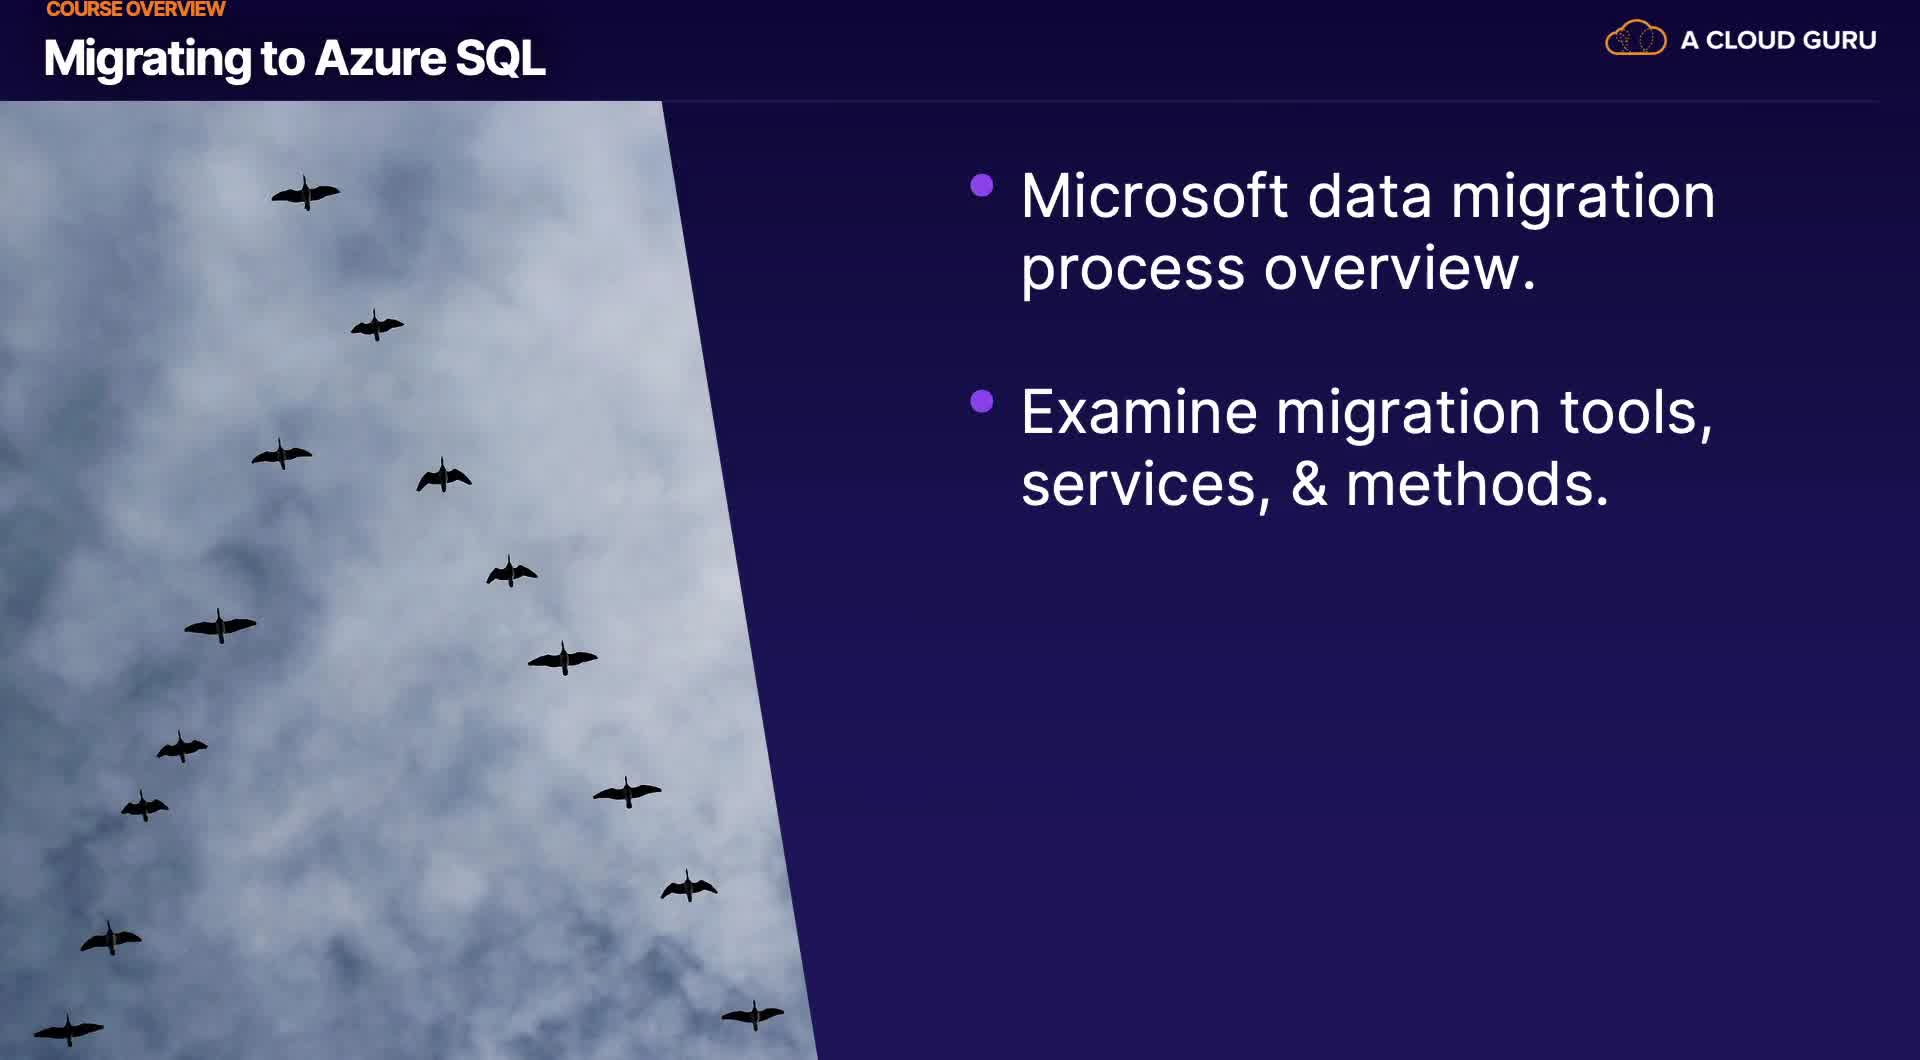 COURSE OVERVIEW
Migrating to Azure SQL
A CLOUD GURU
Microsoft data migration
process overview.
Examine migration tools,
services, & methods.